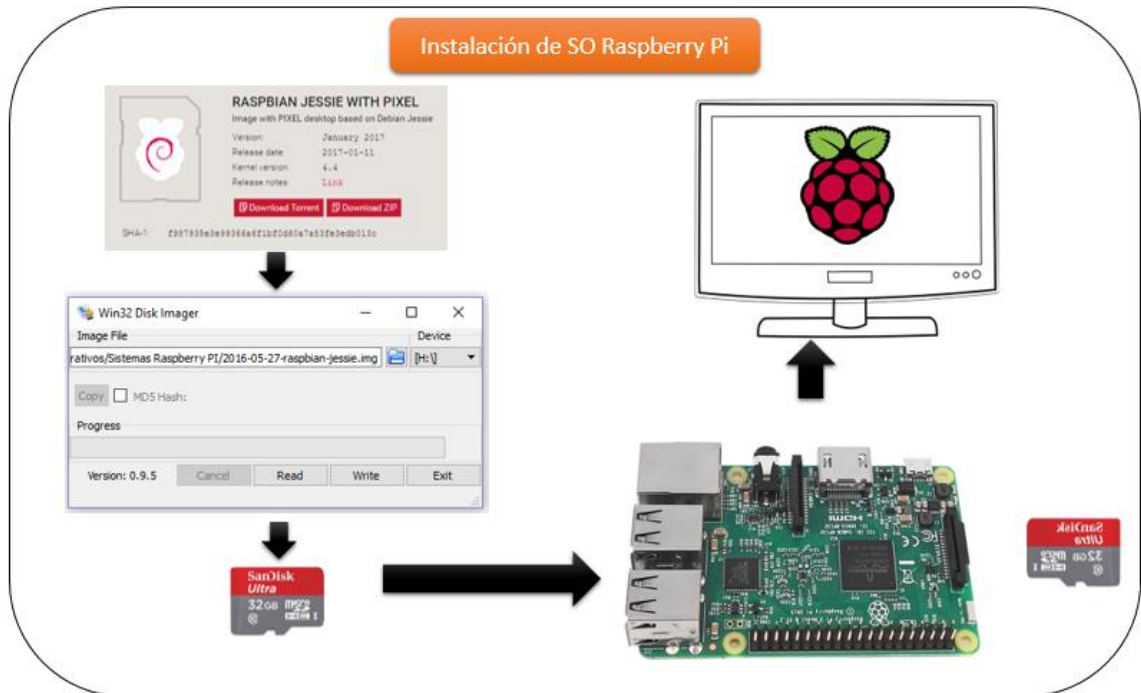 Instalación de SO Raspberry Pi
RASPBIAN JESSIE WITH PIXEL
Image with PIXEL desktop based on Debian Jessie
Version: January 2017
Release date: 2017-01-11
Kernel version: 4.4
Release notes: Link
Download Torrent Download ZIP
SHA-1:
Win32 Disk Imager
Image File Device
rativos/Sistemas Raspberry PI/2016-05-27-raspbian-jessie.img [H:\]
Copy MD5 Hash:
Progress
Version: 0.9.5 Cancel Read Write Exit
SanDisk
Ultra
32GB
HDMI
SanDisk
Ultra
32GB